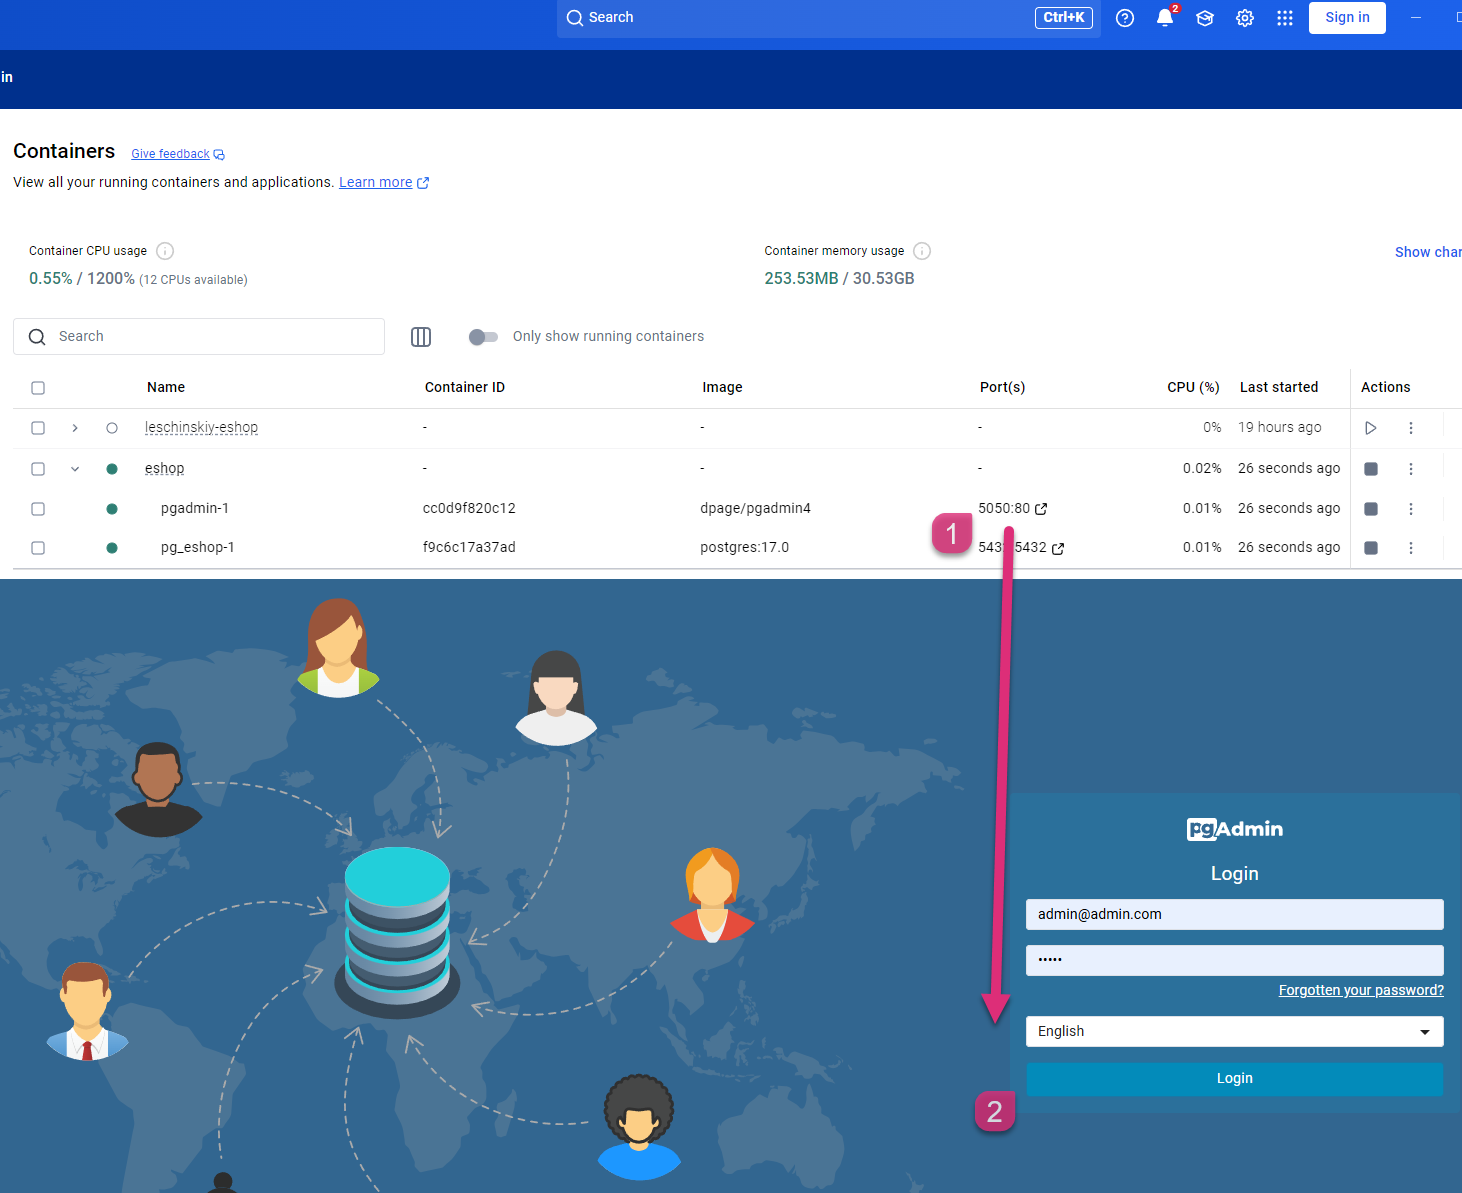 Search Ctrl+K 2 Sign in
in
Containers Give feedback
View all your running containers and applications. Learn more
Container CPU usage Container memory usage Show char
0.55% / 1200% (12 CPUs available) 253.53MB / 30.53GB
Search Only show running containers
Name Container ID Image Port(s) CPU (%) Last started Actions
leschinskiy-eshop - - - 0% 19 hours ago
eshop - - - 0.02% 26 seconds ago
pgadmin-1 cc0d9f820c12 dpage/pgadmin4 5050:80 0.01% 26 seconds ago
1
pg_eshop-1 f9c6c17a37ad postgres:17.0 5432 0.01% 26 seconds ago
pgAdmin
Login
admin@admin.com
•••••
Forgotten your password?
English
Login
2